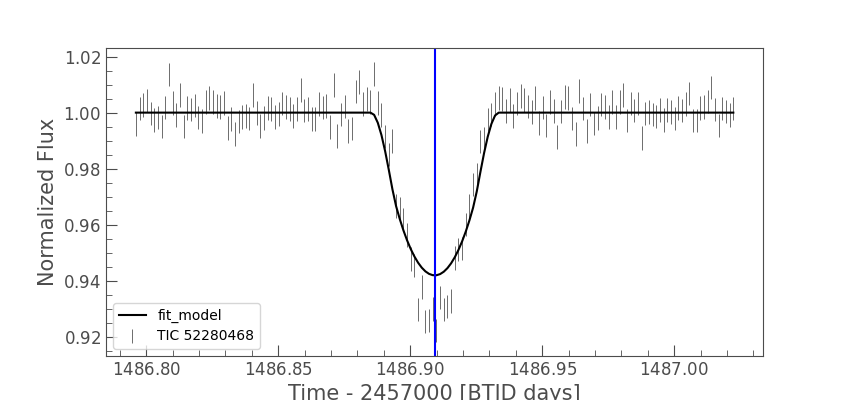 1.02
1.00
0.98
0.96
0.94
0.92
Normalized Flux
fit_model
TIC 52280468
1486.80 1486.85 1486.90 1486.95 1487.00
Time - 2457000 [BTJD days]